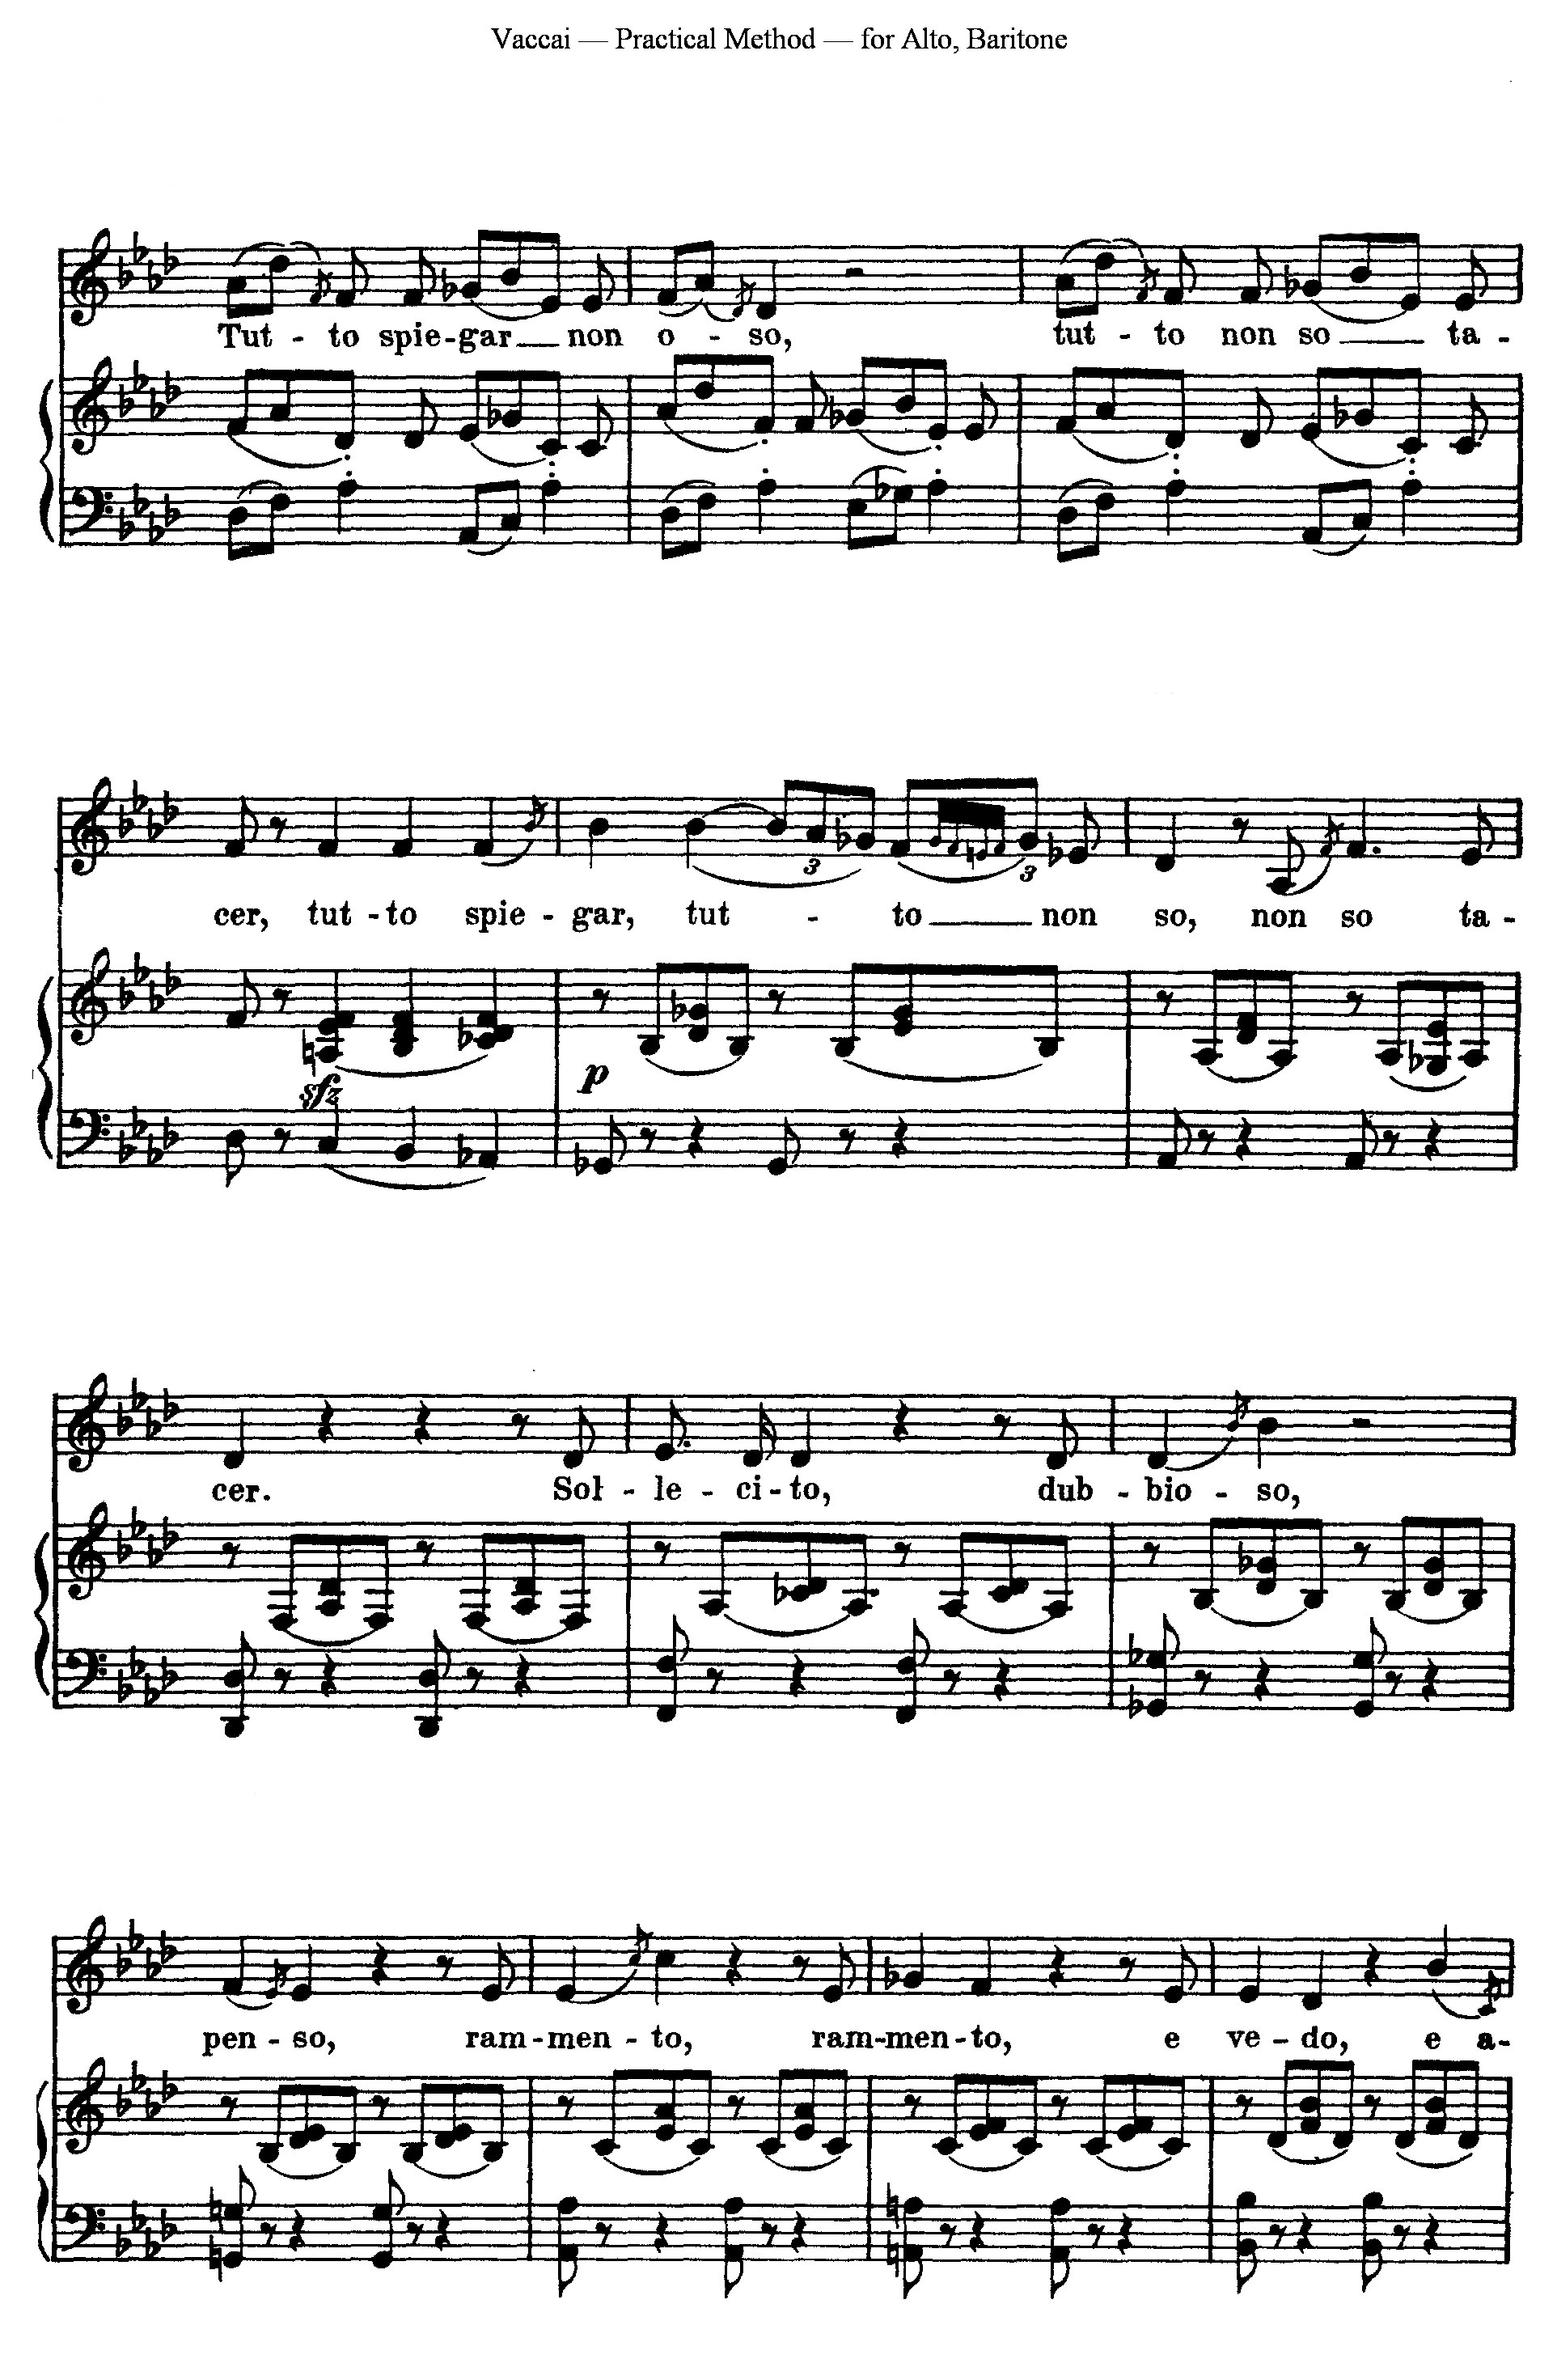 Vaccai — Practical Method — for Alto, Baritone
Tut - to spie - gar non o - so, tut - to non so ta -
3 3
cer, tut - to spie - gar, tut - to non so, non so ta -
sfz p
cer. Sol - le - ci - to, dub - bio - so,
pen - so, ram - men - to, ram - men - to, e ve - do, e a -